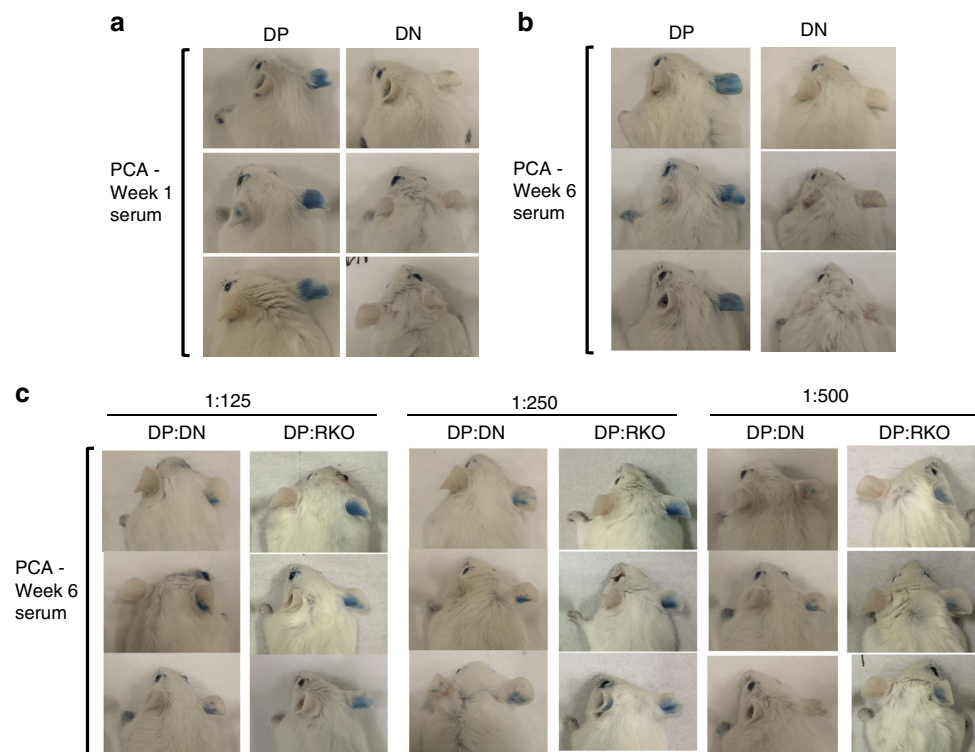 a
b
DP DN
DP DN
PCA -
Week 1
serum
PCA -
Week 6
serum
c
1:125 1:250 1:500
DP:DN DP:RKO DP:DN DP:RKO DP:DN DP:RKO
PCA -
Week 6
serum